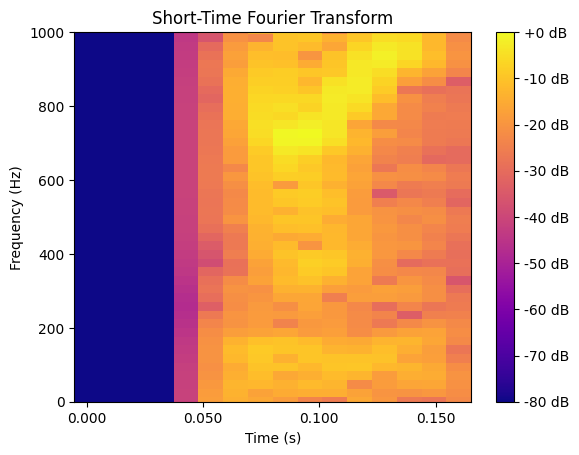 Short-Time Fourier Transform
Frequency (Hz)
1000
800
600
400
200
0
0.000
0.050
0.100
0.150
Time (s)
+0 dB
-10 dB
-20 dB
-30 dB
-40 dB
-50 dB
-60 dB
-70 dB
-80 dB